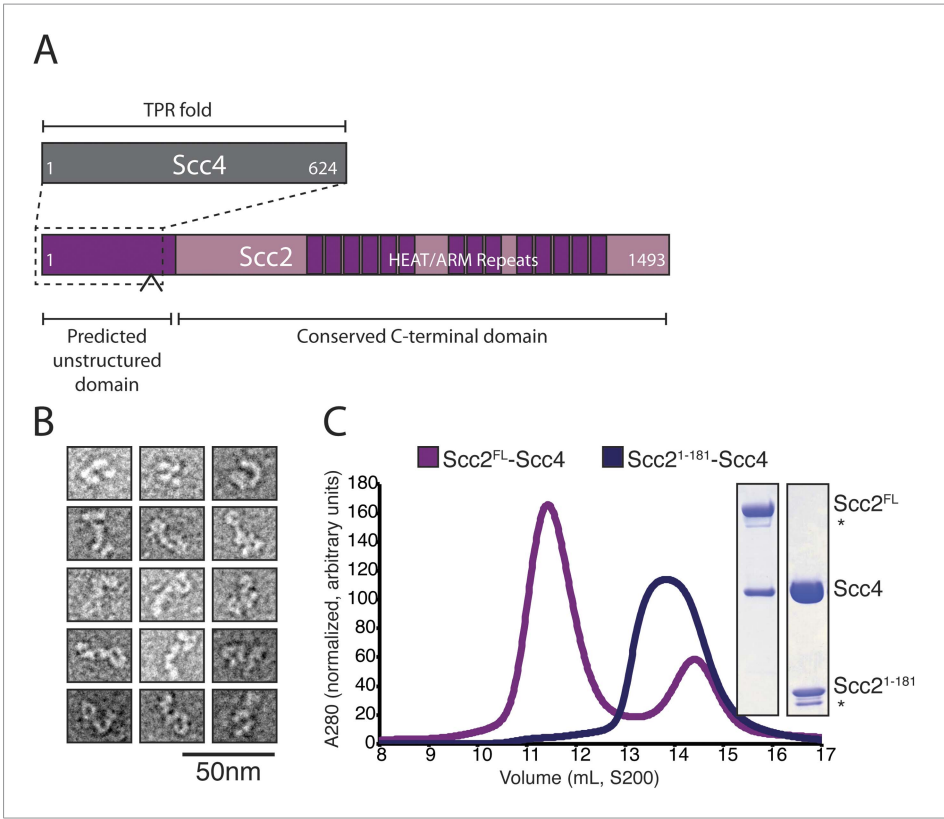 A
TPR fold
1 Scc4 624
1 Scc2 HEAT/ARM Repeats 1493
Predicted
unstructured
domain
Conserved C-terminal domain
B
50nm
C
Scc2FL-Scc4
Scc21-181-Scc4
A280 (normalized, arbitrary units)
180
160
140
120
100
80
60
40
20
0
8 9 10 11 12 13 14 15 16 17
Volume (mL, S200)
Scc2FL
*
Scc4
Scc21-181
*